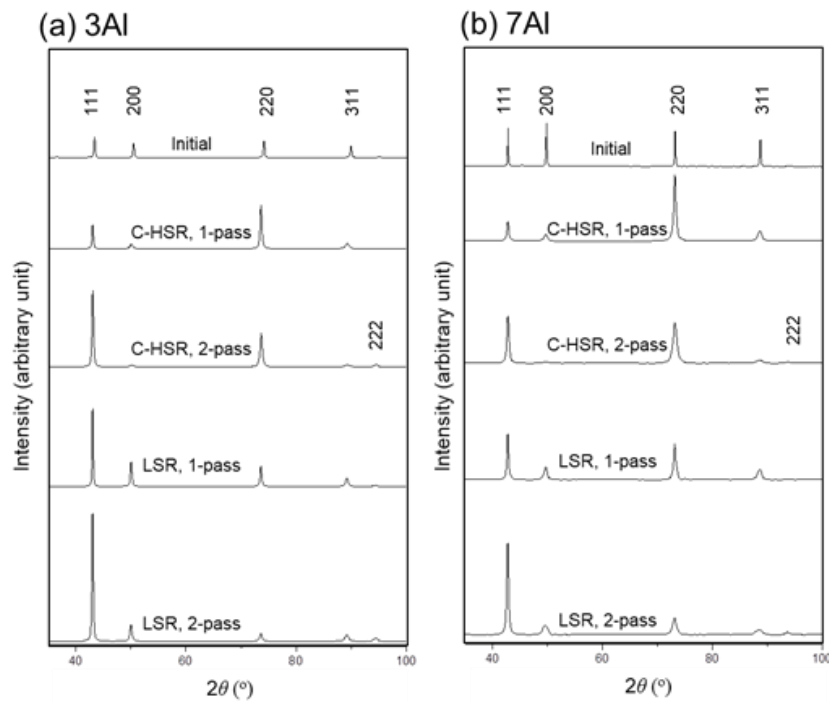 (a) 3Al
111
200
220
311
Initial
C-HSR, 1-pass
C-HSR, 2-pass
222
LSR, 1-pass
LSR, 2-pass
Intensity (arbitrary unit)
40
60
80
100
2θ (°)
(b) 7Al
111
200
220
311
Initial
C-HSR, 1-pass
C-HSR, 2-pass
222
LSR, 1-pass
LSR, 2-pass
Intensity (arbitrary unit)
40
60
80
100
2θ (°)